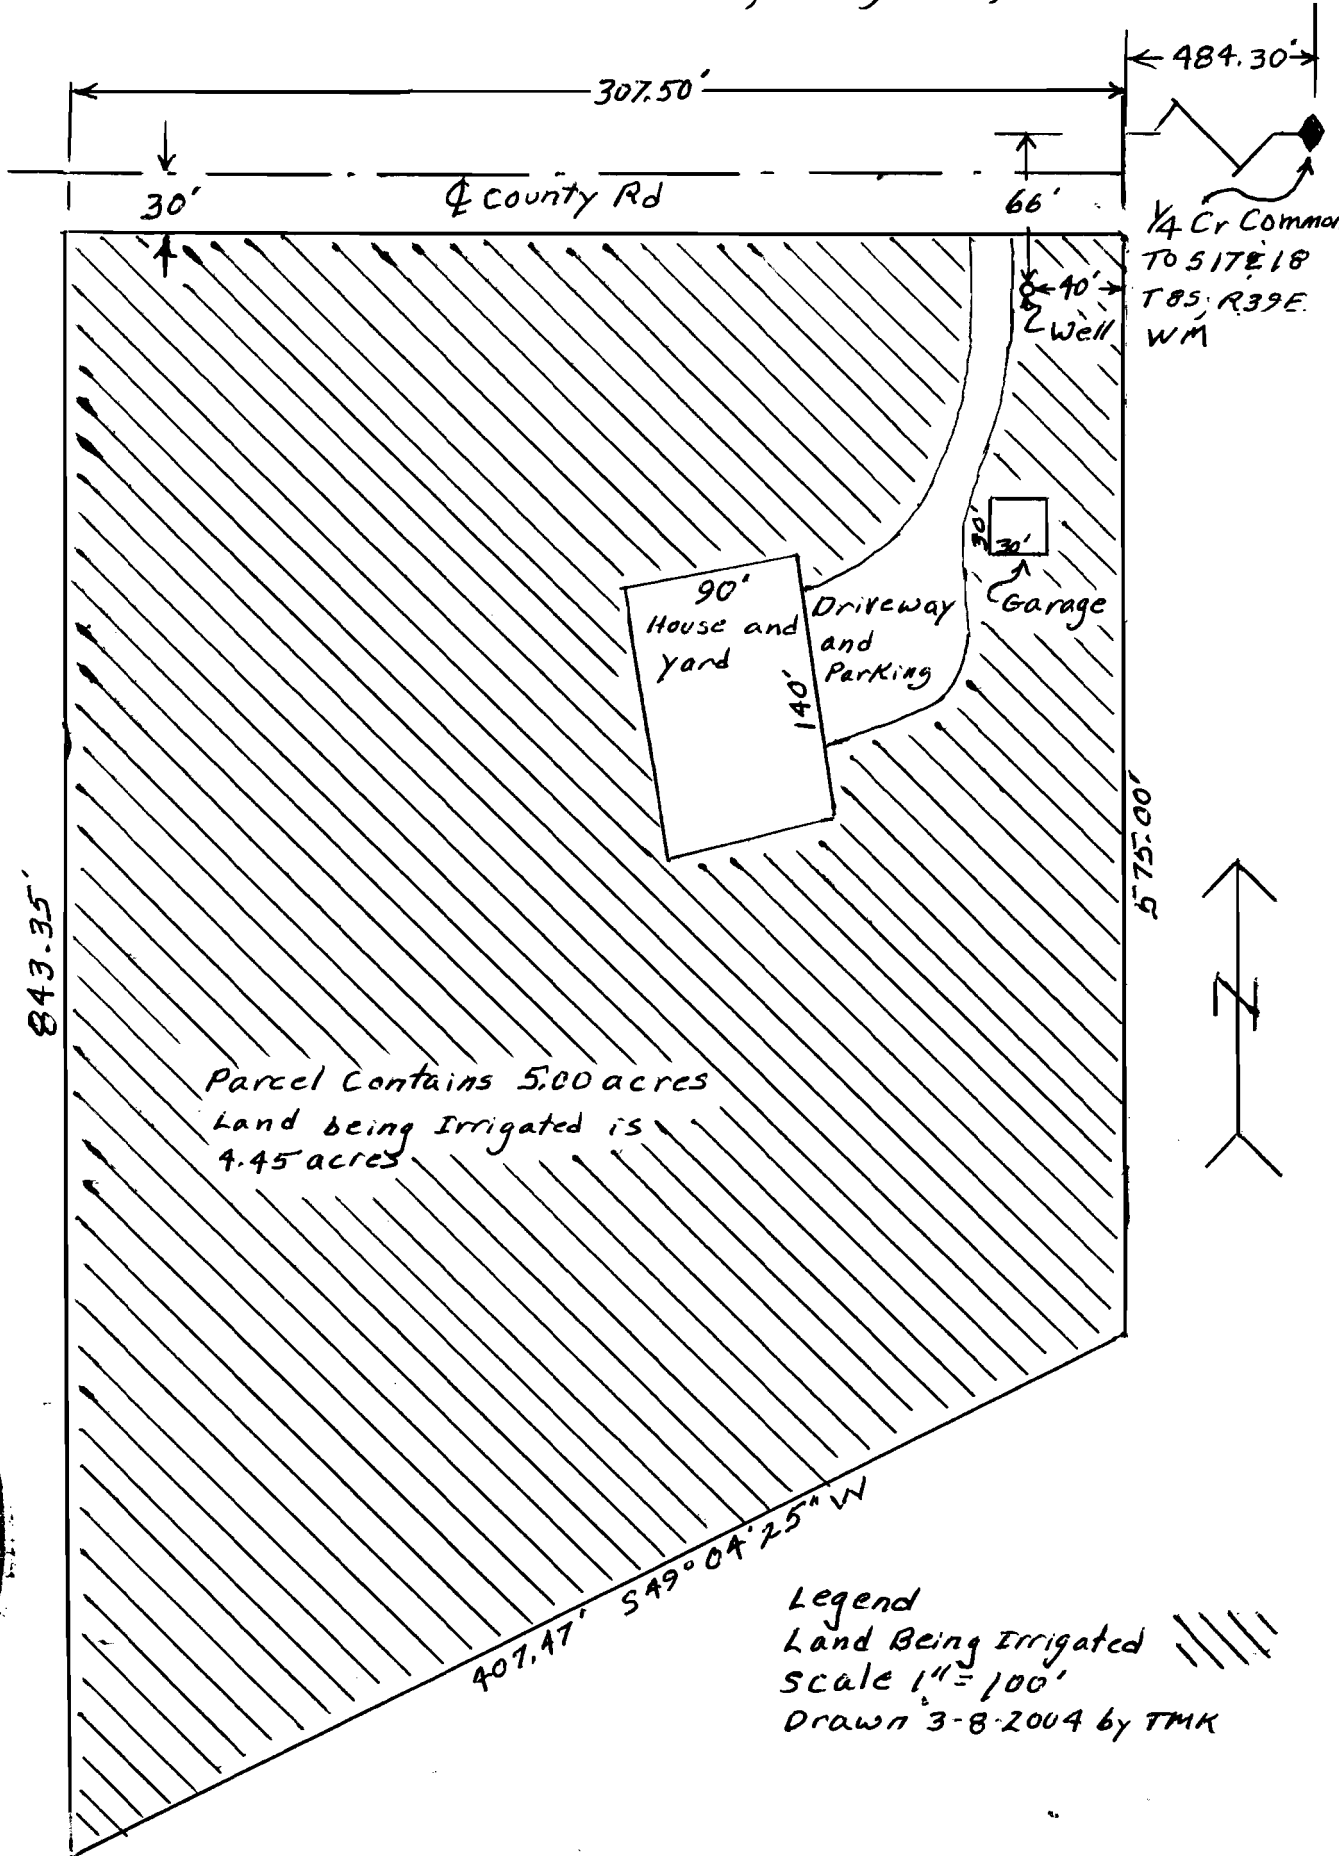 484.30'
307.50'
30'
℄ County Rd
66'
1/4 Cr Common
To S17 & 18
T 8S, R39E.
WM
40'
Well
30'
30'
Garage
90'
House and
yard
140'
Driveway
and
Parking
575.00'
843.35'
N
Parcel Contains 5.00 acres
Land being Irrigated is
4.45 acres
407.47' S49°04'25" W
Legend
Land Being Irrigated
Scale 1" = 100'
Drawn 3-8-2004 by TMK